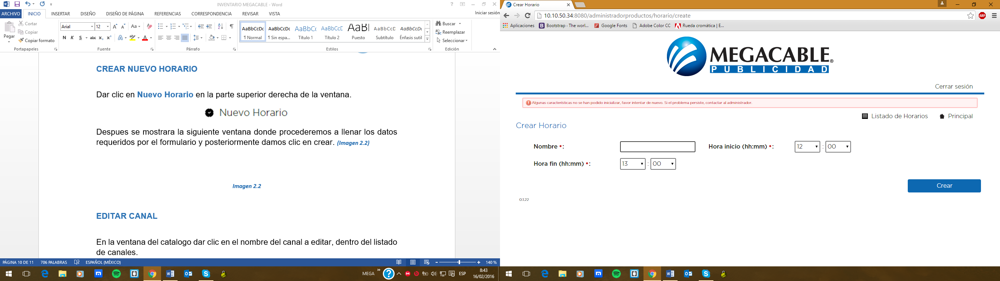 INVENTARIO MEGACABLE - Word
ARCHIVO INICIO INSERTAR DISEÑO DISEÑO DE PÁGINA REFERENCIAS CORRESPONDENCIA REVISAR VISTA Iniciar sesión
Pegar
Cortar
Copiar
Copiar formato
Portapapeles
Arial 12
Aa
N K S abc x₂ x²
Fuente
Párrafo
AaBbCcDc AaBbCcDc AaBbCc AaBbCcD AaBl AaBbCcD AaBbCcDc
¶ Normal ¶ Sin espa... Título 1 Título 2 Puesto Subtítulo Énfasis sutil
Estilos
Buscar
Reemplazar
Seleccionar
Edición
CREAR NUEVO HORARIO
Dar clic en Nuevo Horario en la parte superior derecha de la ventana.
Nuevo Horario
Despues se mostrara la siguiente ventana donde procederemos a llenar los datos
requeridos por el formulario y posteriormente damos clic en crear. (Imagen 2.2)
Imagen 2.2
EDITAR CANAL
En la ventana del catalogo dar clic en el nombre del canal a editar, dentro del listado
de canales.
PÁGINA 10 DE 11 706 PALABRAS ESPAÑOL (MÉXICO) 140 %
MEGA ESP 8:43
16/02/2016
Crear Horario
10.10.50.34:8080/administradorproductos/horario/create
ABP
Aplicaciones Bootstrap · The worl... Google Fonts Adobe Color CC Rueda cromática | E...
MEGACABLE®
PUBLICIDAD
Cerrar sesión
Algunas características no se han podido inicializar, favor intentar de nuevo. Si el problema persiste, contactar al administrador.
Listado de Horarios Principal
Crear Horario
Nombre *: Hora inicio (hh:mm) *: 12 : 00
Hora fin (hh:mm) *: 13 : 00
Crear
0.1.22